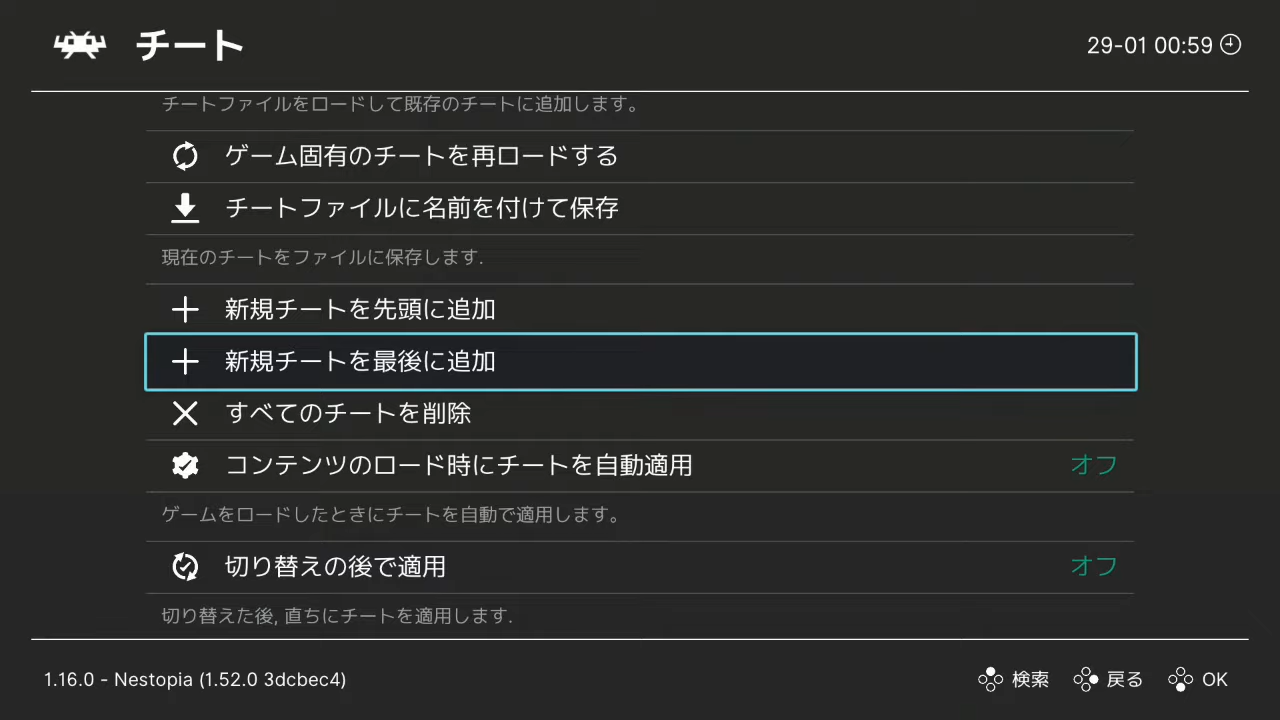 チート
29-01 00:59
チートファイルをロードして既存のチートに追加します。
ゲーム固有のチートを再ロードする
チートファイルに名前を付けて保存
現在のチートをファイルに保存します.
新規チートを先頭に追加
新規チートを最後に追加
すべてのチートを削除
コンテンツのロード時にチートを自動適用 オフ
ゲームをロードしたときにチートを自動で適用します。
切り替えの後で適用 オフ
切り替えた後, 直ちにチートを適用します.
1.16.0 - Nestopia (1.52.0 3dcbec4)
検索 戻る OK